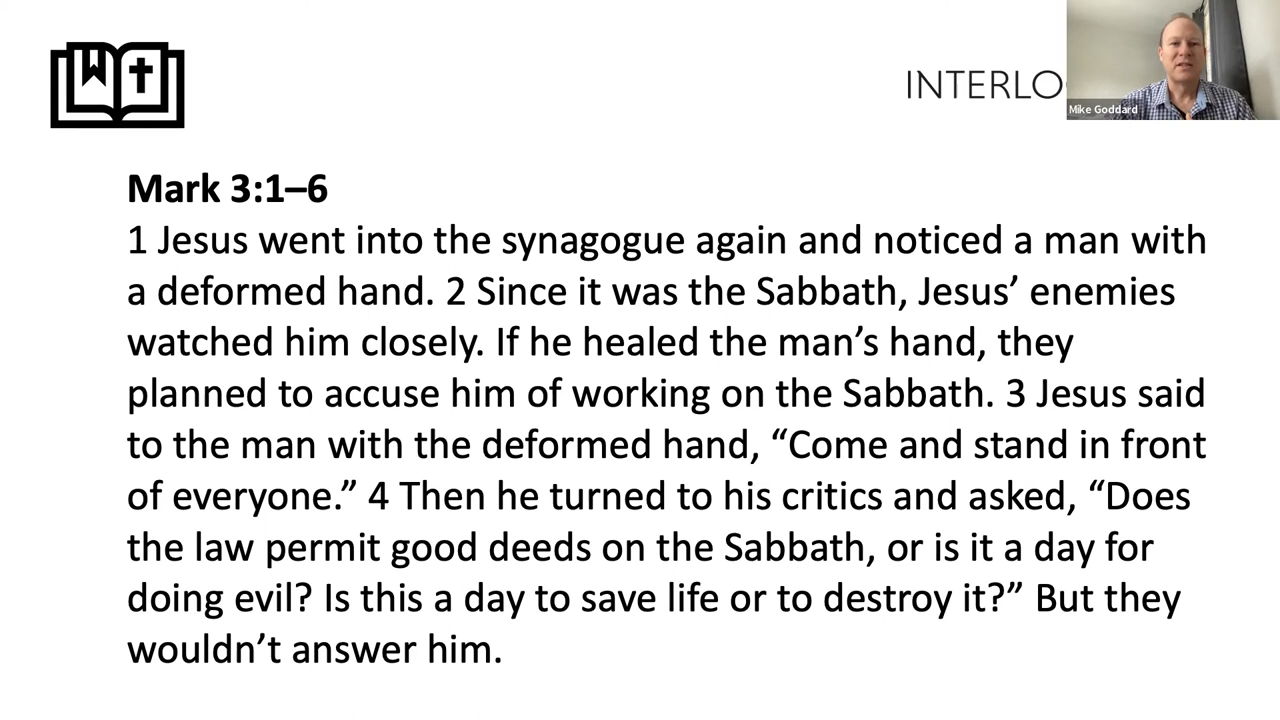 INTERLO
Mike Goddard
Mark 3:1–6
1 Jesus went into the synagogue again and noticed a man with
a deformed hand. 2 Since it was the Sabbath, Jesus’ enemies
watched him closely. If he healed the man’s hand, they
planned to accuse him of working on the Sabbath. 3 Jesus said
to the man with the deformed hand, “Come and stand in front
of everyone.” 4 Then he turned to his critics and asked, “Does
the law permit good deeds on the Sabbath, or is it a day for
doing evil? Is this a day to save life or to destroy it?” But they
wouldn’t answer him.